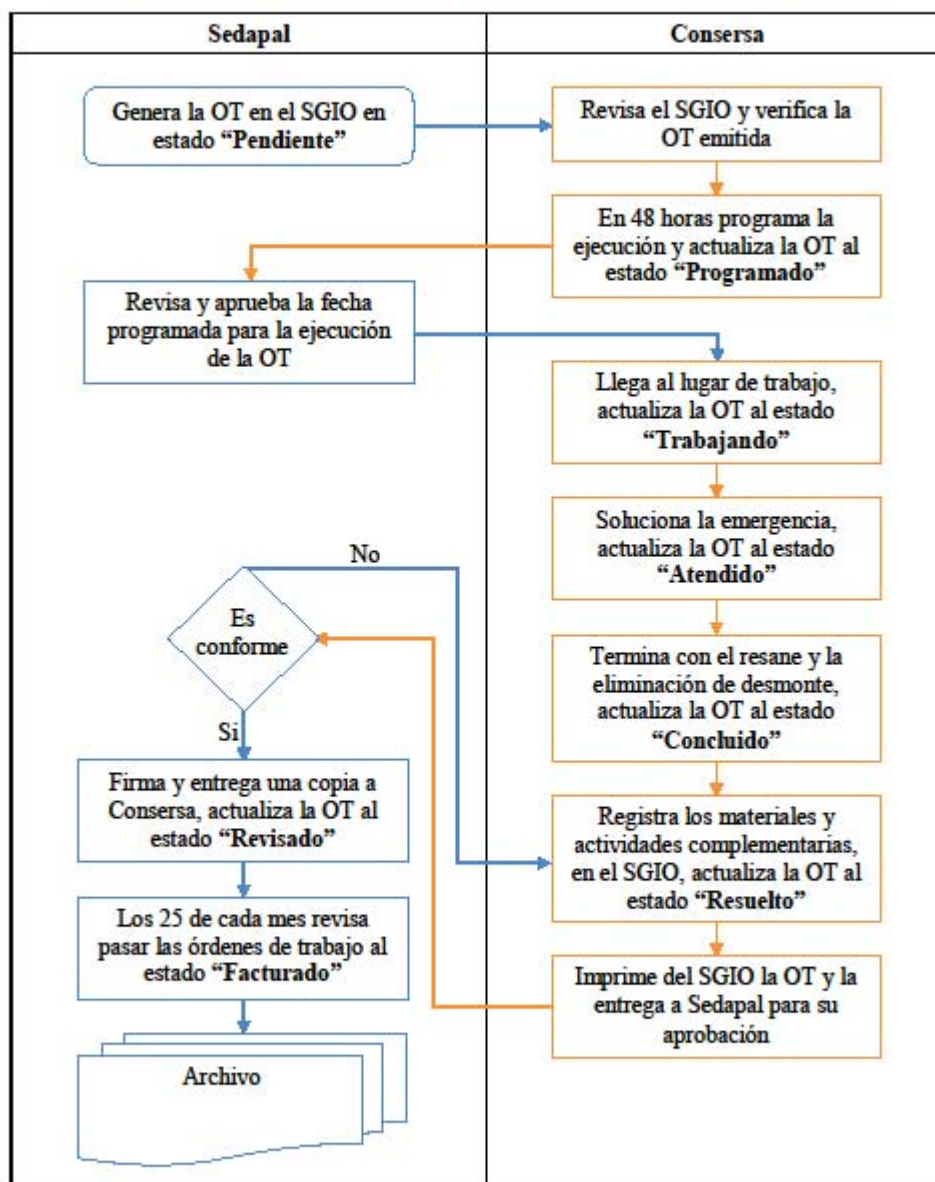 Sedapal
Consersa
Genera la OT en el SGIO en
estado “Pendiente”
Revisa el SGIO y verifica la
OT emitida
En 48 horas programa la
ejecución y actualiza la OT al
estado “Programado”
Revisa y aprueba la fecha
programada para la ejecución
de la OT
Llega al lugar de trabajo,
actualiza la OT al estado
“Trabajando”
Soluciona la emergencia,
actualiza la OT al estado
“Atendido”
No
Es
conforme
Si
Termina con el resane y la
eliminación de desmonte,
actualiza la OT al estado
“Concluido”
Firma y entrega una copia a
Consersa, actualiza la OT al
estado “Revisado”
Registra los materiales y
actividades complementarias,
en el SGIO, actualiza la OT al
estado “Resuelto”
Los 25 de cada mes revisa
pasar las órdenes de trabajo al
estado “Facturado”
Imprime del SGIO la OT y la
entrega a Sedapal para su
aprobación
Archivo